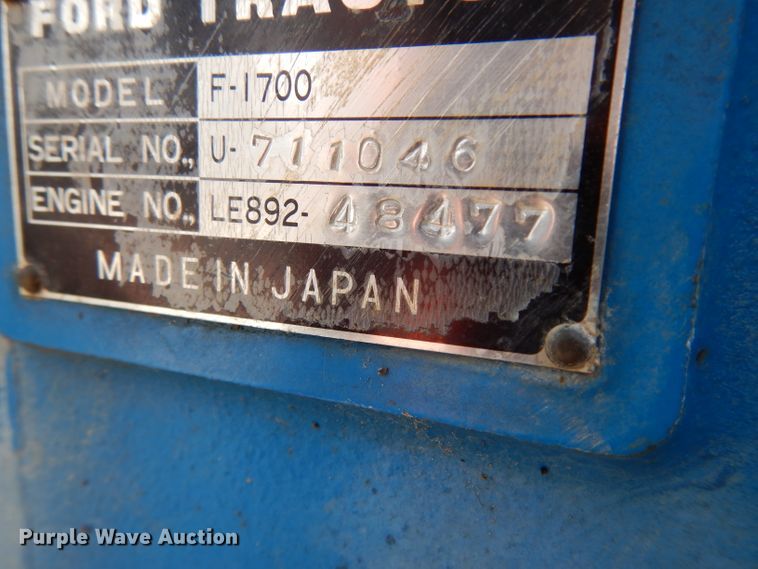 FORD TRACTO
MODEL F-1700
SERIAL NO., U-711046
ENGINE NO., LE892-48477
MADE IN JAPAN
Purple Wave Auction